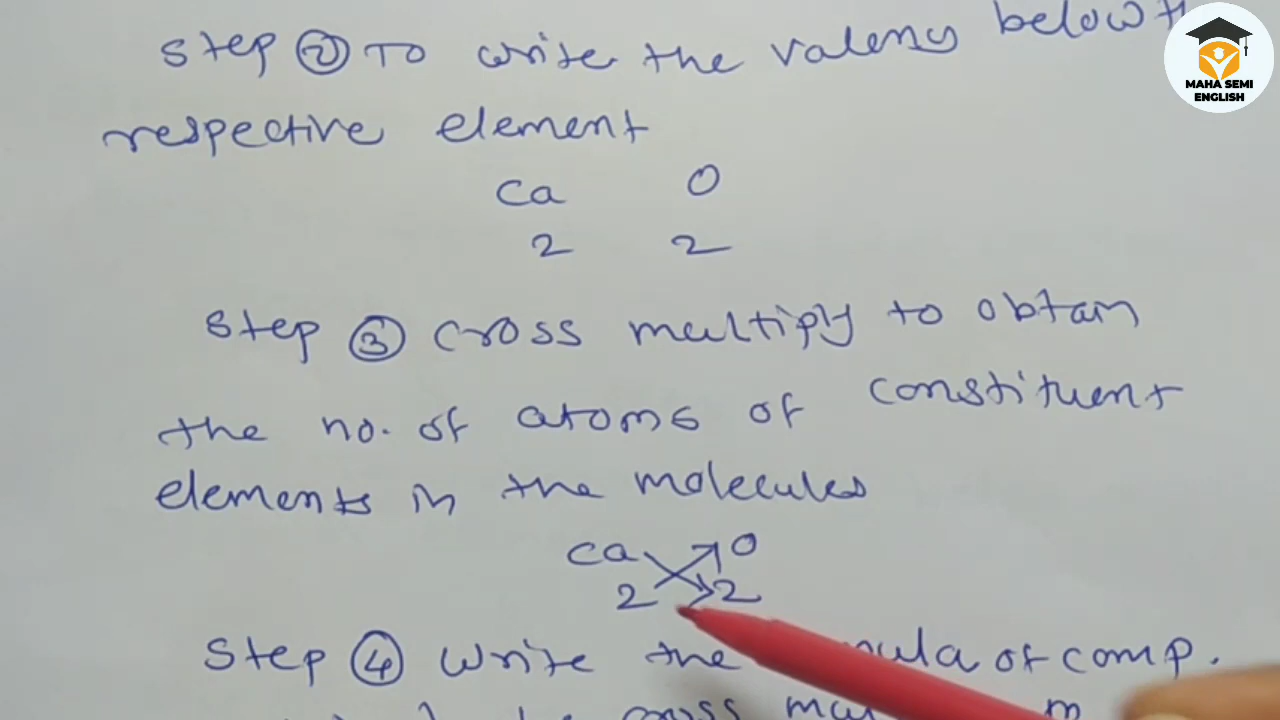 step ② To write the valency below
respective element
Ca O
2 2
step ③ cross multiply to obtain
the no. of atoms of constituent
elements in the molecules
Ca O
2 2
step ④ write the of comp.
cross
MAHA SEMI
ENGLISH